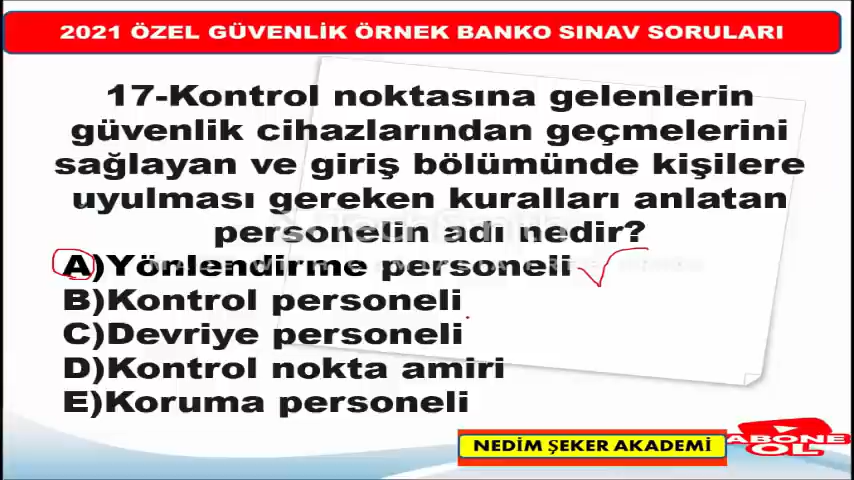 2021 ÖZEL GÜVENLİK ÖRNEK BANKO SINAV SORULARI
17-Kontrol noktasına gelenlerin
güvenlik cihazlarından geçmelerini
sağlayan ve giriş bölümünde kişilere
uyulması gereken kuralları anlatan
personelin adı nedir?
A)Yönlendirme personeli
B)Kontrol personeli
C)Devriye personeli
D)Kontrol nokta amiri
E)Koruma personeli
NEDİM ŞEKER AKADEMİ
ABONE
OL